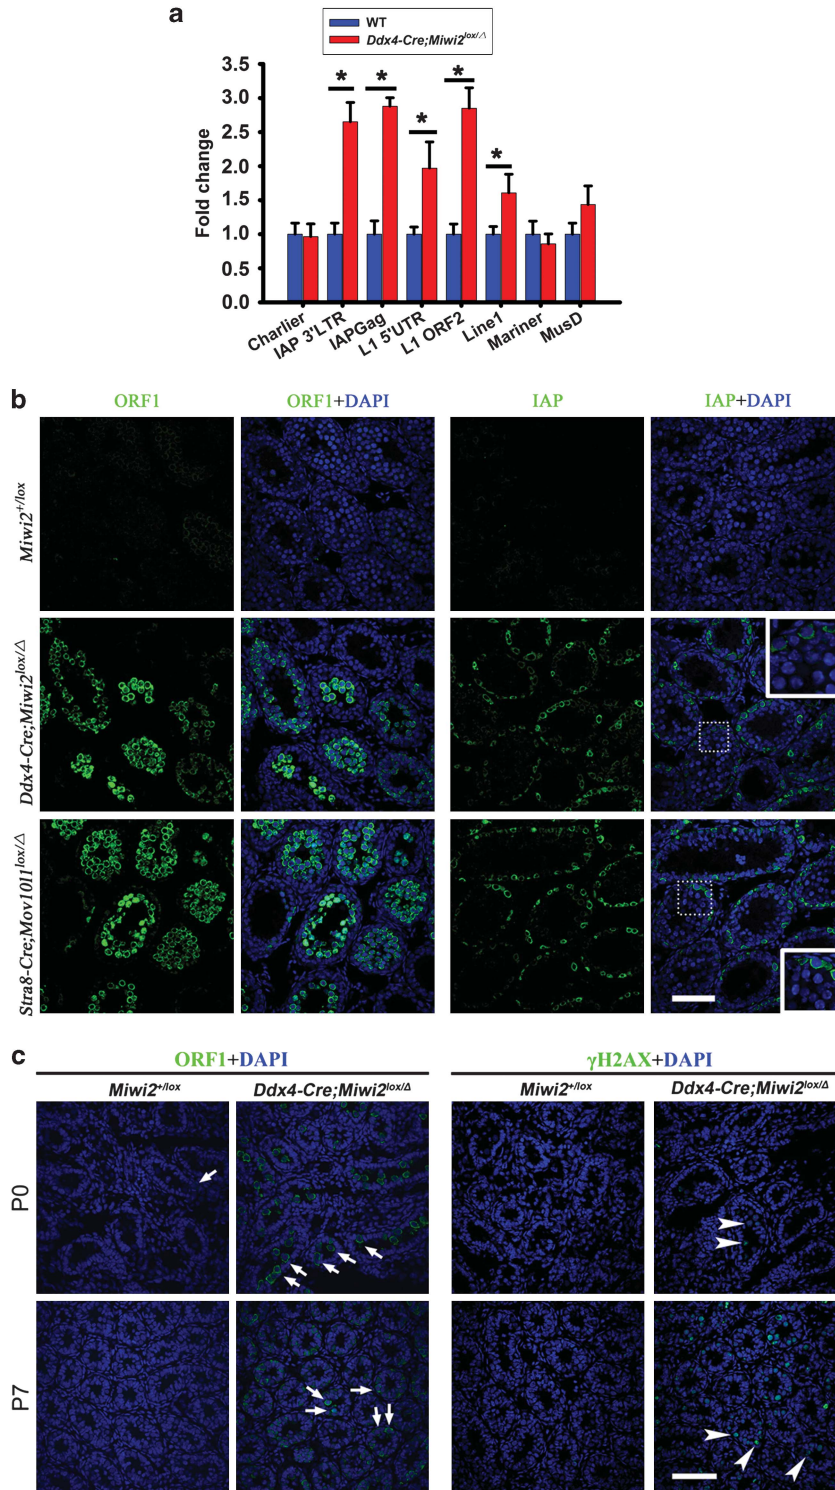 a
WT
Ddx4-Cre;Miwi2lox/△
Fold change
3.5
3.0
2.5
2.0
1.5
1.0
0.5
0.0
* * * * *
Charlier
IAP 3'LTR
IAPGag
L1 5'UTR
L1 ORF2
Line1
Mariner
MusD
b
ORF1
ORF1+DAPI
IAP
IAP+DAPI
Miwi2+/lox
Ddx4-Cre;Miwi2lox/△
Stra8-Cre;Mov10l1lox/△
c
ORF1+DAPI
γH2AX+DAPI
Miwi2+/lox
Ddx4-Cre;Miwi2lox/Δ
Miwi2+/lox
Ddx4-Cre;Miwi2lox/Δ
P0
P7